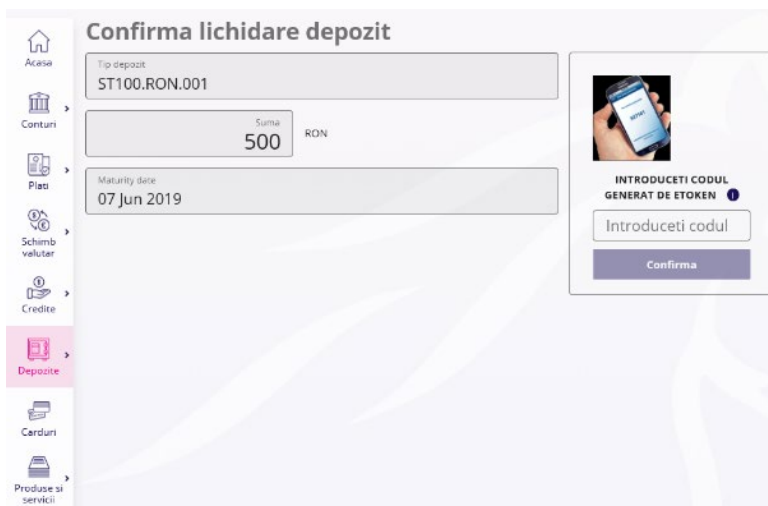 Confirma lichidare depozit
Acasa
Conturi
Plati
Schimb
valutar
Credite
Depozite
Carduri
Produse si
servicii
Tip depozit
ST100.RON.001
Suma
500 RON
Maturity date
07 Jun 2019
INTRODUCETI CODUL
GENERAT DE ETOKEN
Introduceti codul
Confirma